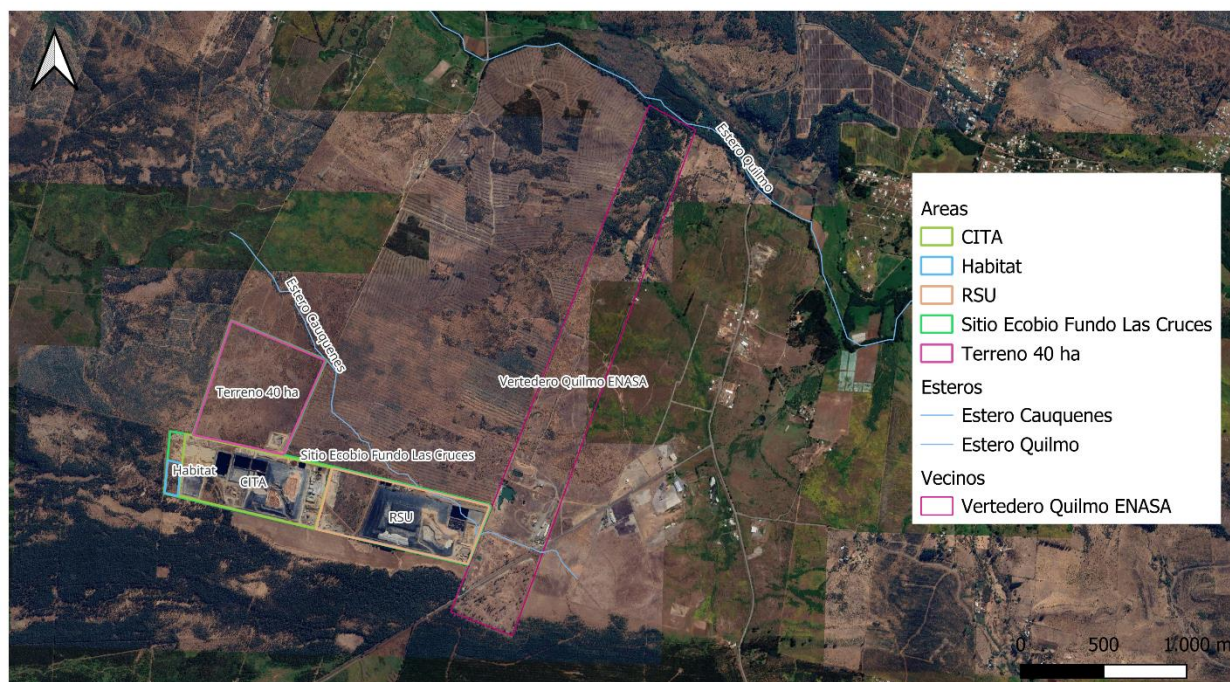 Estero Quilmo
Estero Cauquenes
Vertedero Quilmo ENASA
Terreno 40 ha
Sitio Ecobio Fundo Las Cruces
Habitat
CITA
RSU
Areas
CITA
Habitat
RSU
Sitio Ecobio Fundo Las Cruces
Terreno 40 ha
Esteros
Estero Cauquenes
Estero Quilmo
Vecinos
Vertedero Quilmo ENASA
0 500 1.000 m